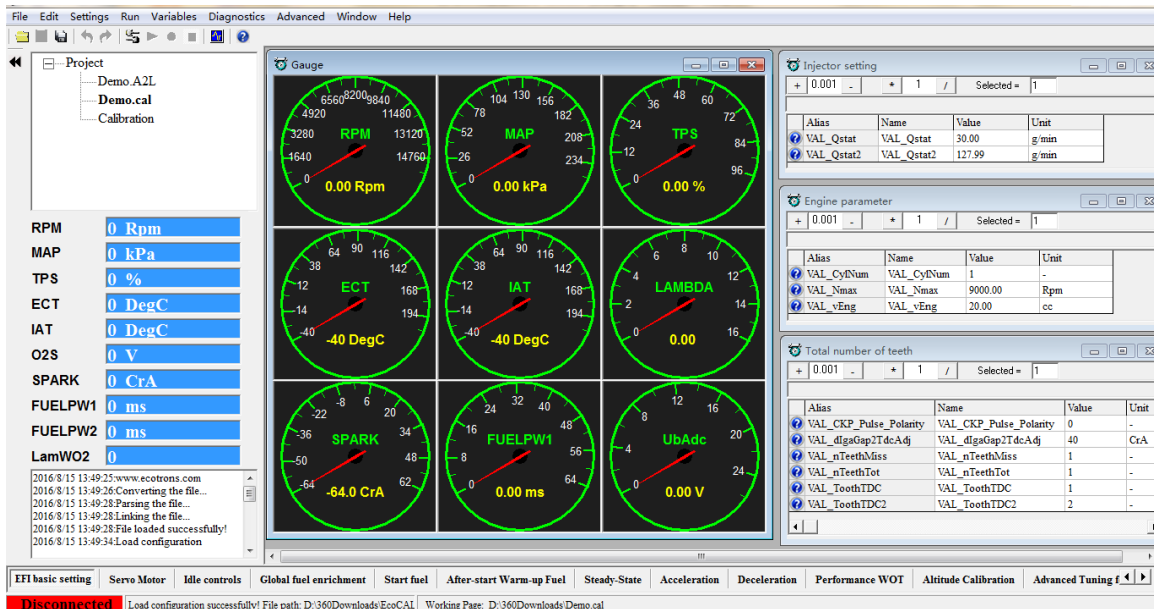 File Edit Settings Run Variables Diagnostics Advanced Window Help
Project
Demo.A2L
Demo.cal
Calibration
RPM 0 Rpm
MAP 0 kPa
TPS 0 %
ECT 0 DegC
IAT 0 DegC
O2S 0 V
SPARK 0 CrA
FUELPW1 0 ms
FUELPW2 0 ms
LamWO2 0
2016/8/15 13:49:25:www.ecotrons.com
2016/8/15 13:49:26:Converting the file...
2016/8/15 13:49:28:Parsing the file...
2016/8/15 13:49:28:Linking the file...
2016/8/15 13:49:28:File loaded successfully!
2016/8/15 13:49:34:Load configuration
Gauge
0 1640 3280 4920 6560 8200 9840 11480 13120 14760
RPM
0.00 Rpm
0 26 52 78 104 130 156 182 208 234
MAP
0.00 kPa
0 12 24 36 48 60 72 84 96
TPS
0.00 %
-40 -14 12 38 64 90 116 142 168 194
ECT
-40 DegC
-40 -14 12 38 64 90 116 142 168 194
IAT
-40 DegC
0 2 4 6 8 10 12 14 16
LAMBDA
0.00
-64 -50 -36 -22 -8 6 20 34 48 62
SPARK
-64.0 CrA
0 8 16 24 32 40 48 56 64
FUELPW1
0.00 ms
0 4 8 12 16 20 24
UbAdc
0.00 V
Injector setting
+ 0.001 - * 1 / Selected = 1
Alias Name Value Unit
VAL_Qstat VAL_Qstat 30.00 g/min
VAL_Qstat2 VAL_Qstat2 127.99 g/min
Engine parameter
+ 0.001 - * 1 / Selected = 1
Alias Name Value Unit
VAL_CylNum VAL_CylNum 1 -
VAL_Nmax VAL_Nmax 9000.00 Rpm
VAL_vEng VAL_vEng 20.00 cc
Total number of teeth
+ 0.001 - * 1 / Selected = 1
Alias Name Value Unit
VAL_CKP_Pulse_Polarity VAL_CKP_Pulse_Polarity 0 -
VAL_dIgaGap2TdcAdj VAL_dIgaGap2TdcAdj 40 CrA
VAL_nTeethMiss VAL_nTeethMiss 1 -
VAL_nTeethTot VAL_nTeethTot 1 -
VAL_ToothTDC VAL_ToothTDC 1 -
VAL_ToothTDC2 VAL_ToothTDC2 2 -
EFI basic setting Servo Motor Idle controls Global fuel enrichment Start fuel After-start Warm-up Fuel Steady-State Acceleration Deceleration Performance WOT Altitude Calibration Advanced Tuning f
Disconnected Load configuration successfully! File path: D:\360Downloads\EcoCAL Working Page: D:\360Downloads\Demo.cal